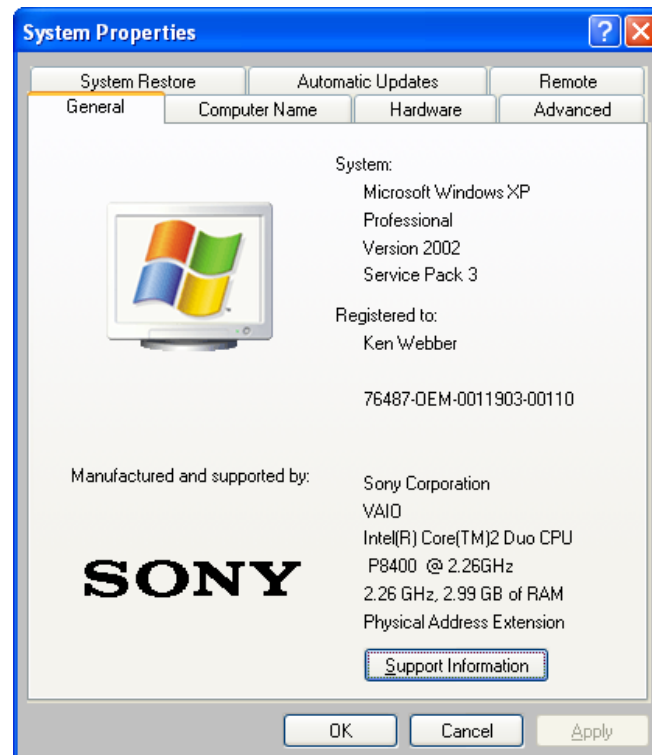 System Properties
System Restore Automatic Updates Remote
General Computer Name Hardware Advanced
System:
Microsoft Windows XP
Professional
Version 2002
Service Pack 3
Registered to:
Ken Webber
76487-OEM-0011903-00110
Manufactured and supported by:
SONY
Sony Corporation
VAIO
Intel(R) Core(TM)2 Duo CPU
P8400 @ 2.26GHz
2.26 GHz, 2.99 GB of RAM
Physical Address Extension
Support Information
OK Cancel Apply